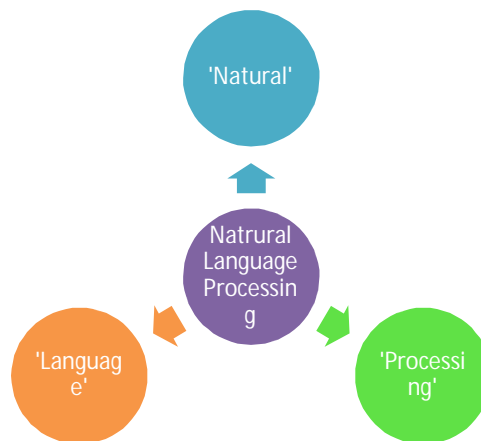 'Natural'
Natrural
Language
Processin
g
'Languag
e'
'Processi
ng'